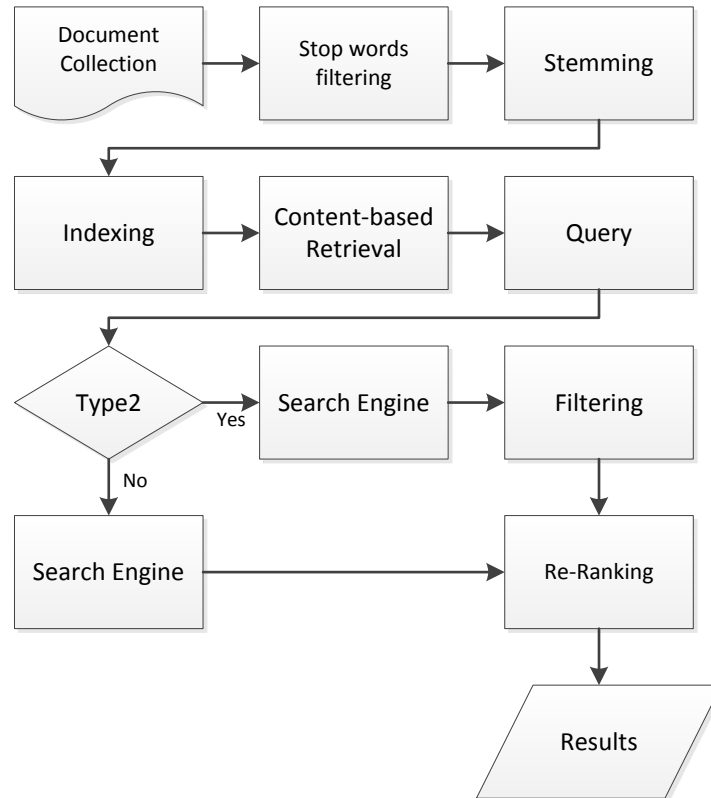 Document
Collection
Stop words
filtering
Stemming
Indexing
Content-based
Retrieval
Query
Type2
Yes
Search Engine
Filtering
No
Search Engine
Re-Ranking
Results